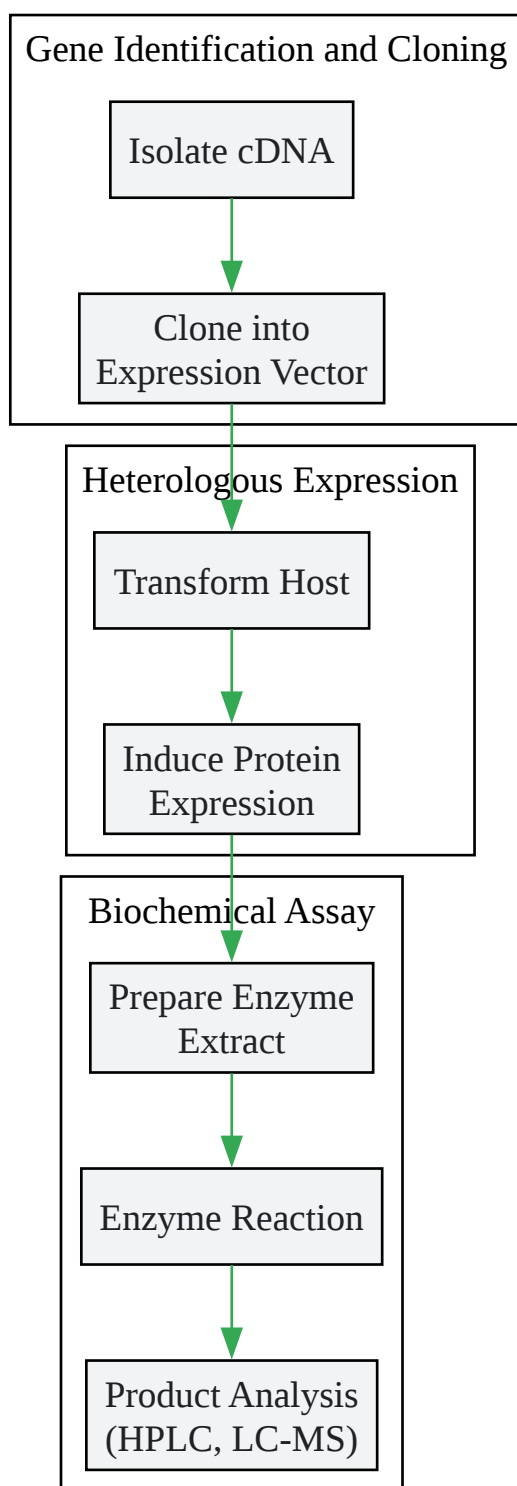 Gene Identification and Cloning
Isolate cDNA
Clone into
Expression Vector
Heterologous Expression
Transform Host
Induce Protein
Expression
Biochemical Assay
Prepare Enzyme
Extract
Enzyme Reaction
Product Analysis
(HPLC, LC-MS)